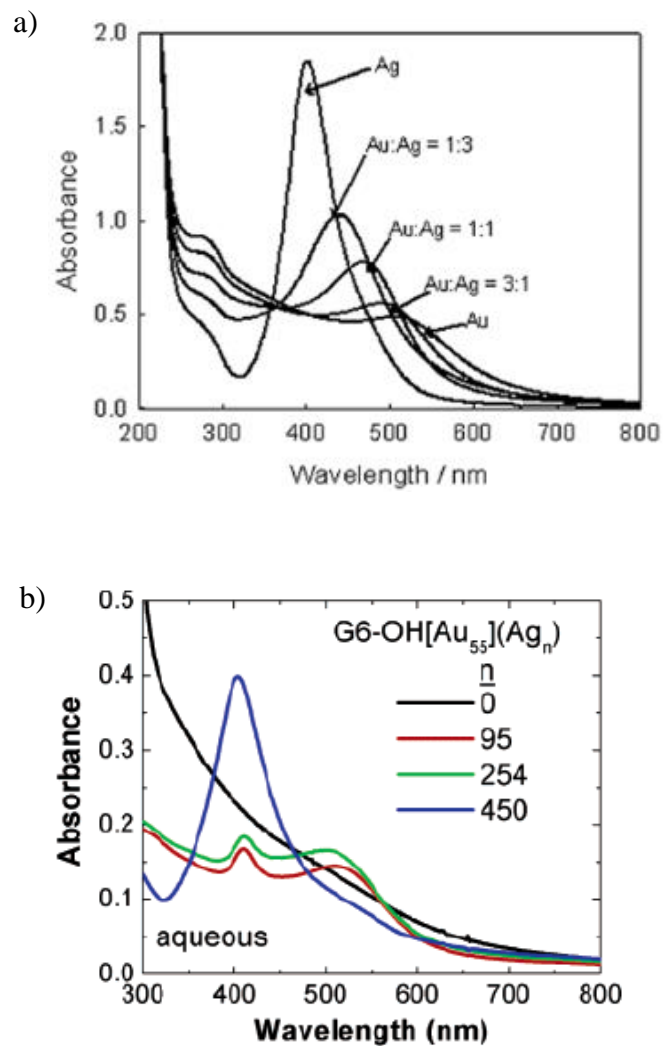 a)
2.0
1.5
1.0
0.5
0.0
Absorbance
Ag
Au:Ag = 1:3
Au:Ag = 1:1
Au:Ag = 3:1
Au
200 300 400 500 600 700 800
Wavelength / nm
b)
0.5
0.4
0.3
0.2
0.1
0.0
Absorbance
G6-OH[Au55](Agn)
n
0
95
254
450
aqueous
300 400 500 600 700 800
Wavelength (nm)